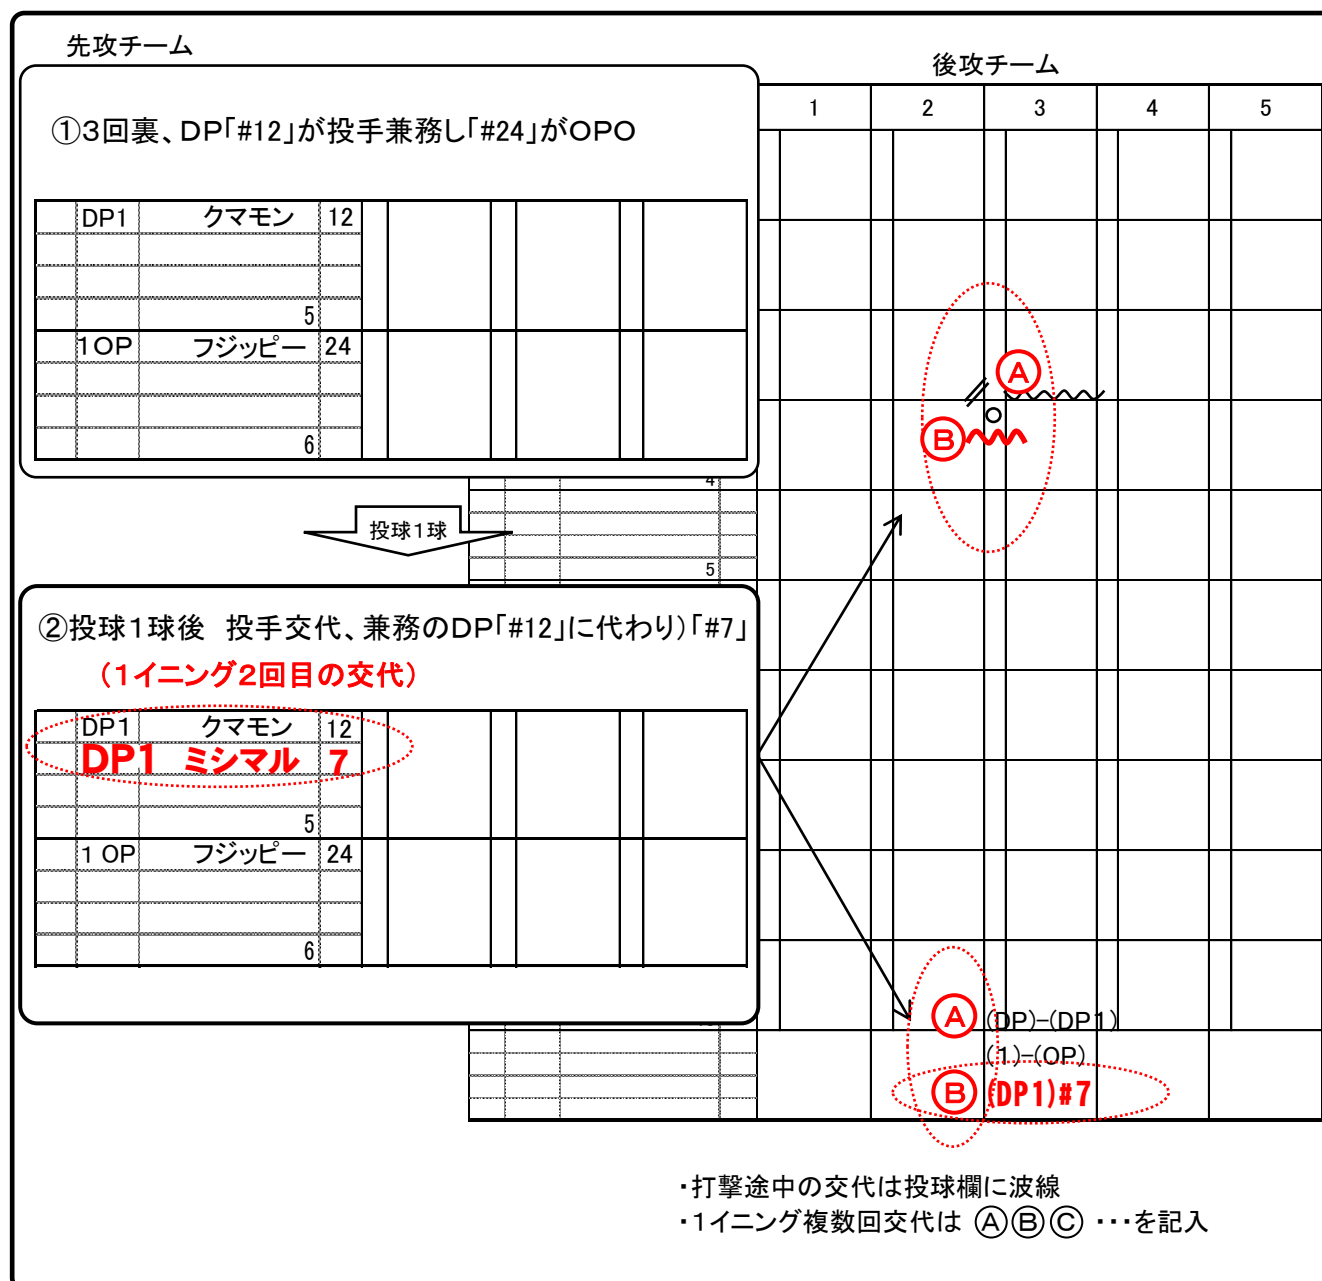 先攻チーム
①3回裏、DP「#12」が投手兼務し「#24」がOPO
DP1 クマモン 12
5
1OP フジッピー 24
6
投球1球
②投球1球後 投手交代、兼務のDP「#12」に代わり)「#7」
(1イニング2回目の交代)
DP1 クマモン 12
DP1 ミシマル 7
5
1 OP フジッピー 24
6
後攻チーム
1 2 3 4 5
Ⓐ
Ⓑ
4
5
Ⓐ (DP)-(DP1)
(1)-(OP)
Ⓑ (DP1)#7
・打撃途中の交代は投球欄に波線
・1イニング複数回交代は ⒶⒷⒸ ・・・を記入